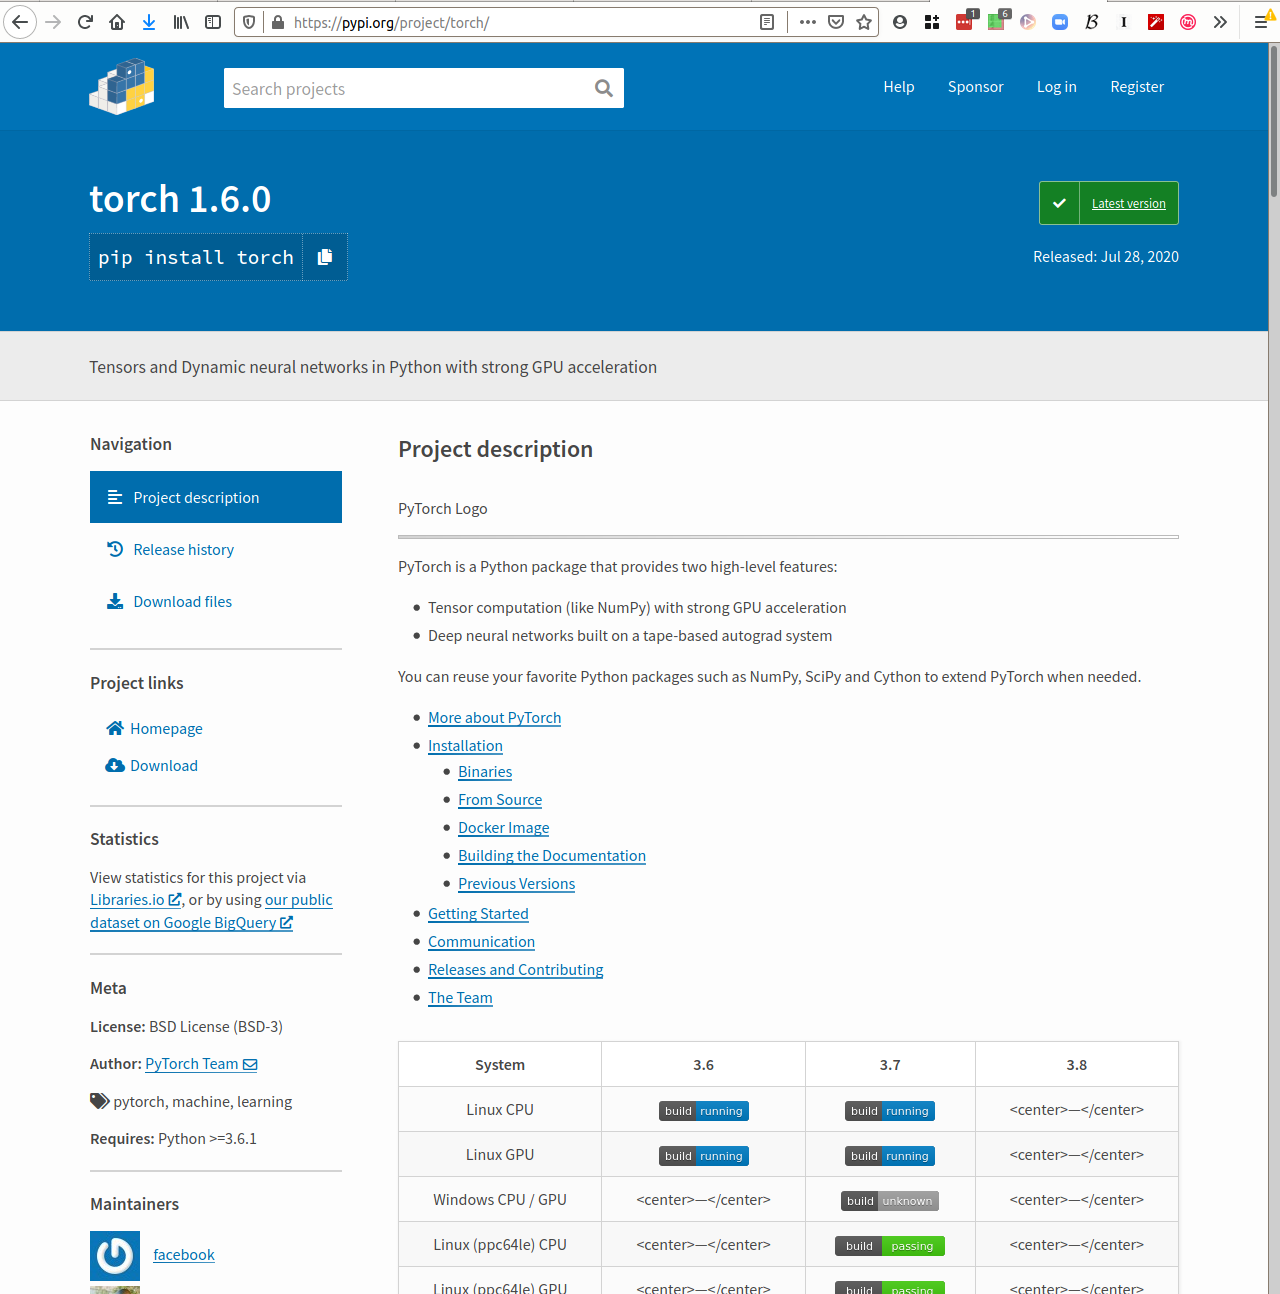 https://pypi.org/project/torch/
1
6
Search projects
Help
Sponsor
Log in
Register
torch 1.6.0
pip install torch
Latest version
Released: Jul 28, 2020
Tensors and Dynamic neural networks in Python with strong GPU acceleration
Navigation
Project description
Release history
Download files
Project links
Homepage
Download
Statistics
View statistics for this project via
Libraries.io, or by using our public
dataset on Google BigQuery
Meta
License: BSD License (BSD-3)
Author: PyTorch Team
pytorch, machine, learning
Requires: Python >=3.6.1
Maintainers
facebook
Project description
PyTorch Logo
PyTorch is a Python package that provides two high-level features:
Tensor computation (like NumPy) with strong GPU acceleration
Deep neural networks built on a tape-based autograd system
You can reuse your favorite Python packages such as NumPy, SciPy and Cython to extend PyTorch when needed.
More about PyTorch
Installation
Binaries
From Source
Docker Image
Building the Documentation
Previous Versions
Getting Started
Communication
Releases and Contributing
The Team
System 3.6 3.7 3.8
Linux CPU build running build running <center>—</center>
Linux GPU build running build running <center>—</center>
Windows CPU / GPU <center>—</center> build unknown <center>—</center>
Linux (ppc64le) CPU <center>—</center> build passing <center>—</center>
Linux (ppc64le) GPU <center>—</center> build passing <center>—</center>